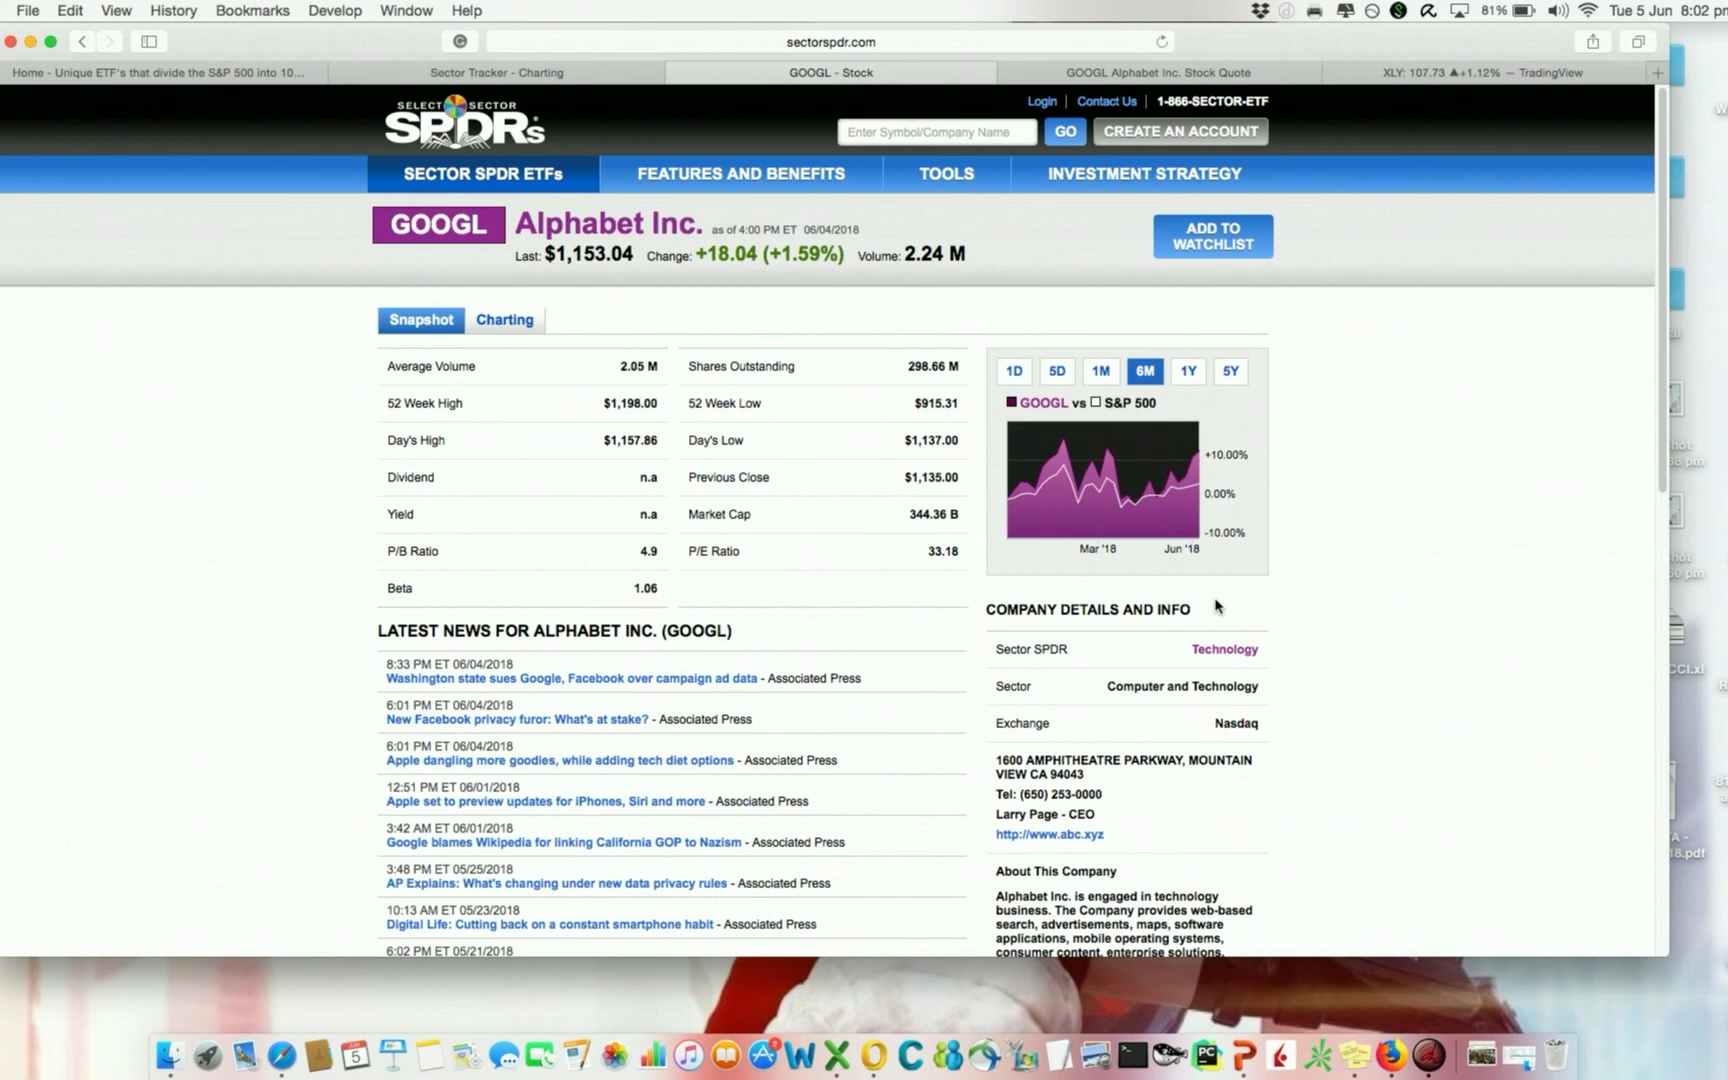 File Edit View History Bookmarks Develop Window Help 81% Tue 5 Jun 8:02
sectorspdr.com
Home - Unique ETF's that divide the S&P 500 into 10... Sector Tracker - Charting GOOGL - Stock GOOGL Alphabet Inc. Stock Quote XLY: 107.73 ▲+1.12% — TradingView
Login | Contact Us | 1-866-SECTOR-ETF
SELECT SECTOR
SPDRs
Enter Symbol/Company Name GO CREATE AN ACCOUNT
SECTOR SPDR ETFs FEATURES AND BENEFITS TOOLS INVESTMENT STRATEGY
GOOGL Alphabet Inc. as of 4:00 PM ET 06/04/2018
Last: $1,153.04 Change: +18.04 (+1.59%) Volume: 2.24 M
ADD TO
WATCHLIST
Snapshot Charting
Average Volume 2.05 M Shares Outstanding 298.66 M
52 Week High $1,198.00 52 Week Low $915.31
Day's High $1,157.86 Day's Low $1,137.00
Dividend n.a Previous Close $1,135.00
Yield n.a Market Cap 344.36 B
P/B Ratio 4.9 P/E Ratio 33.18
Beta 1.06
1D 5D 1M 6M 1Y 5Y
GOOGL vs S&P 500
+10.00%
0.00%
-10.00%
Mar '18 Jun '18
LATEST NEWS FOR ALPHABET INC. (GOOGL)
8:33 PM ET 06/04/2018
Washington state sues Google, Facebook over campaign ad data - Associated Press
6:01 PM ET 06/04/2018
New Facebook privacy furor: What's at stake? - Associated Press
6:01 PM ET 06/04/2018
Apple dangling more goodies, while adding tech diet options - Associated Press
12:51 PM ET 06/01/2018
Apple set to preview updates for iPhones, Siri and more - Associated Press
3:42 AM ET 06/01/2018
Google blames Wikipedia for linking California GOP to Nazism - Associated Press
3:48 PM ET 05/25/2018
AP Explains: What's changing under new data privacy rules - Associated Press
10:13 AM ET 05/23/2018
Digital Life: Cutting back on a constant smartphone habit - Associated Press
6:02 PM ET 05/21/2018
COMPANY DETAILS AND INFO
Sector SPDR Technology
Sector Computer and Technology
Exchange Nasdaq
1600 AMPHITHEATRE PARKWAY, MOUNTAIN
VIEW CA 94043
Tel: (650) 253-0000
Larry Page - CEO
http://www.abc.xyz
About This Company
Alphabet Inc. is engaged in technology
business. The Company provides web-based
search, advertisements, maps, software
applications, mobile operating systems,
consumer content, enterprise solutions,